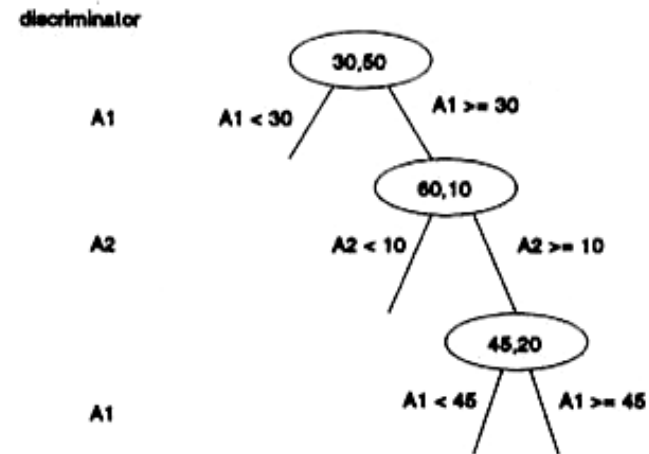 discriminator
30,50
A1
A1 < 30
A1 >= 30
60,10
A2
A2 < 10
A2 >= 10
45,20
A1
A1 < 45
A1 >= 45